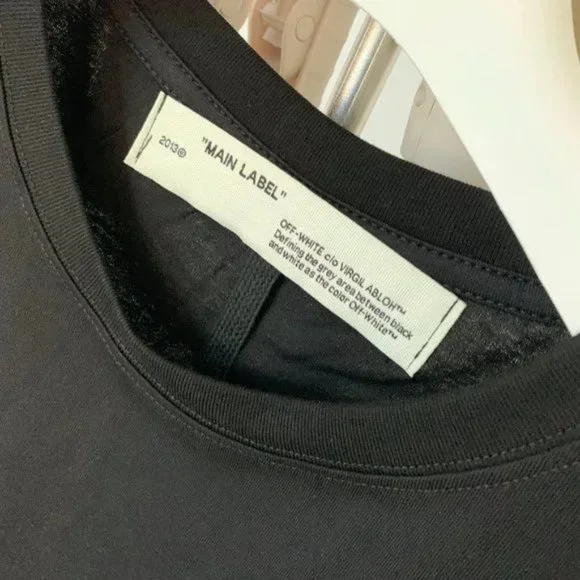 2013©
"MAIN LABEL"
OFF-WHITE c/o VIRGIL ABLOH™
Defining the grey area between black
and white as the color Off-White™